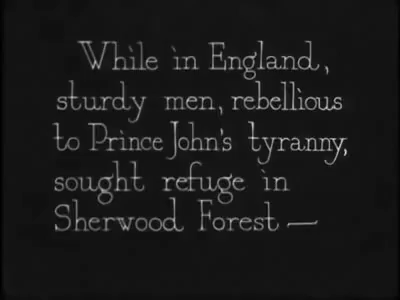 While in England,
sturdy men, rebellious
to Prince John's tyranny,
sought refuge in
Sherwood Forest —